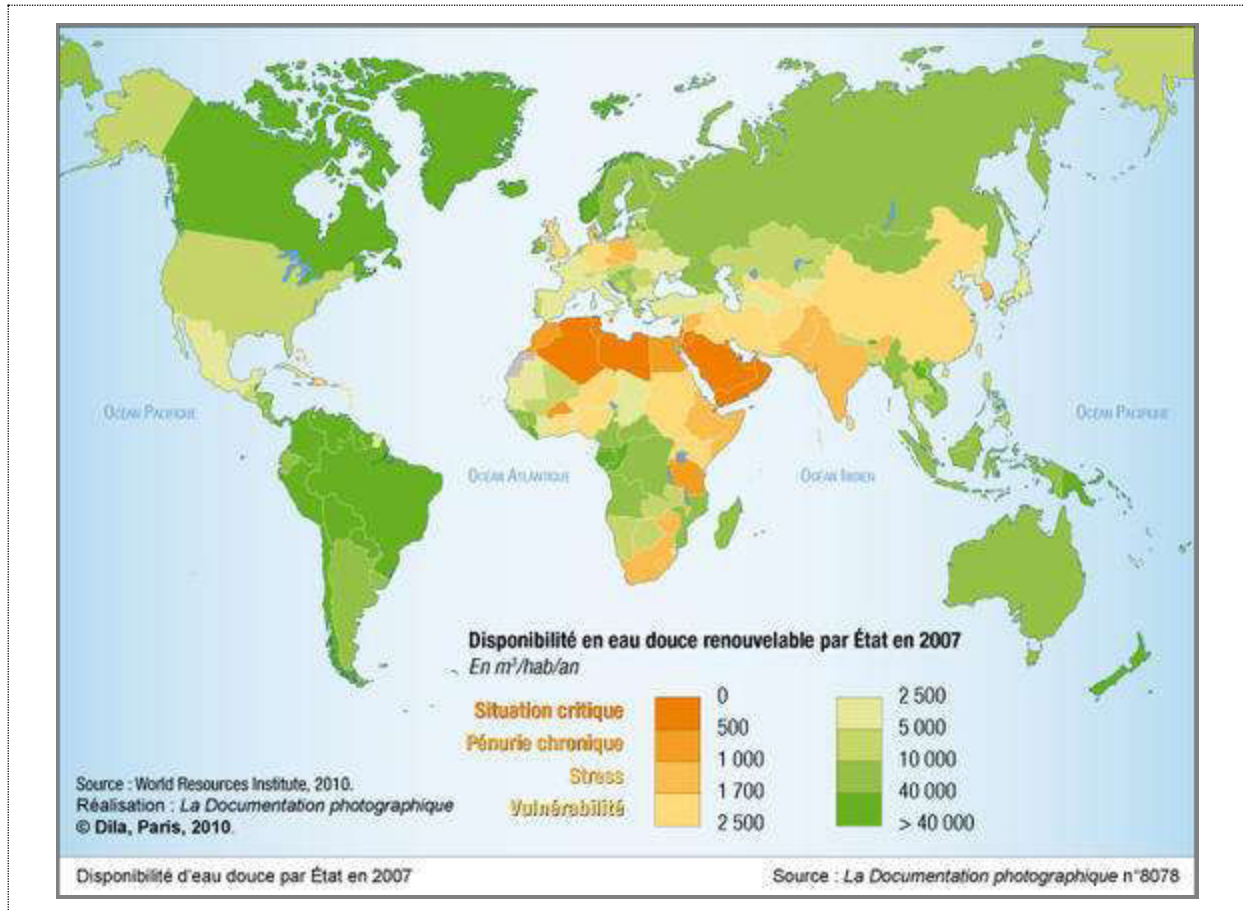 OCÉAN PACIFIQUE
OCÉAN ATLANTIQUE
OCÉAN INDIEN
OCÉAN PACIFIQUE
Disponibilité en eau douce renouvelable par État en 2007
En m³/hab/an
Situation critique
Pénurie chronique
Stress
Vulnérabilité
0
500
1 000
1 700
2 500
2 500
5 000
10 000
40 000
> 40 000
Source : World Resources Institute, 2010.
Réalisation : La Documentation photographique
© Dila, Paris, 2010.
Disponibilité d'eau douce par État en 2007
Source : La Documentation photographique n°8078